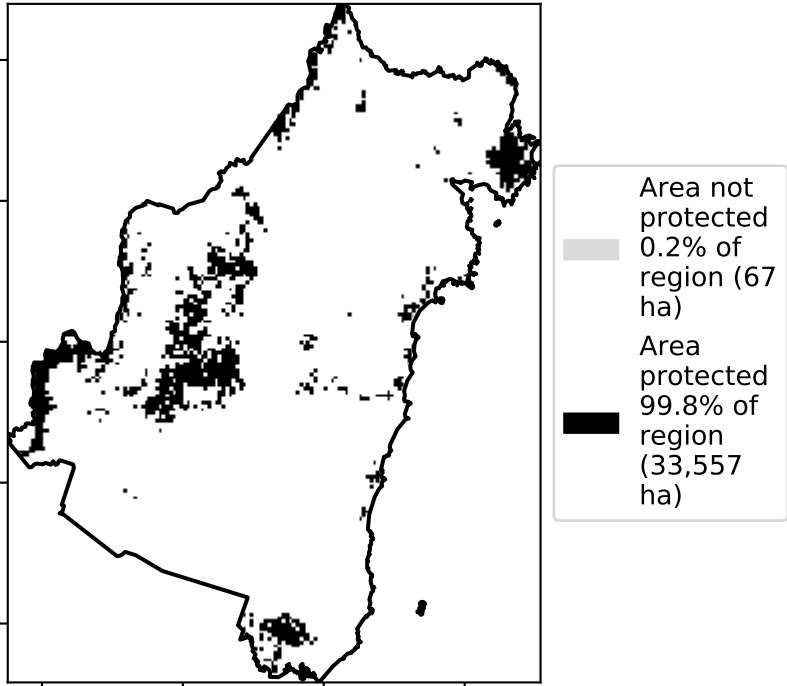 Area not
protected
0.2% of
region (67
ha)
Area
protected
99.8% of
region
(33,557
ha)